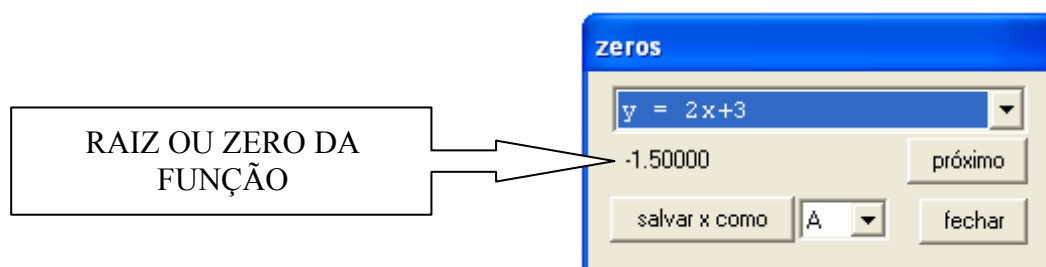 zeros
y = 2x+3
RAIZ OU ZERO DA
FUNÇÃO
-1.50000
próximo
salvar x como
A
fechar